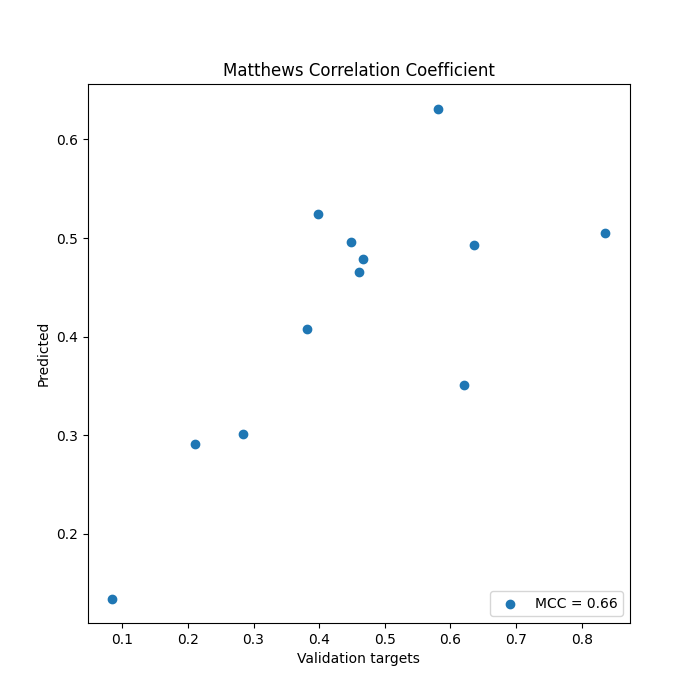 Matthews Correlation Coefficient
0.6
0.5
0.4
0.3
0.2
Predicted
MCC = 0.66
0.1 0.2 0.3 0.4 0.5 0.6 0.7 0.8
Validation targets